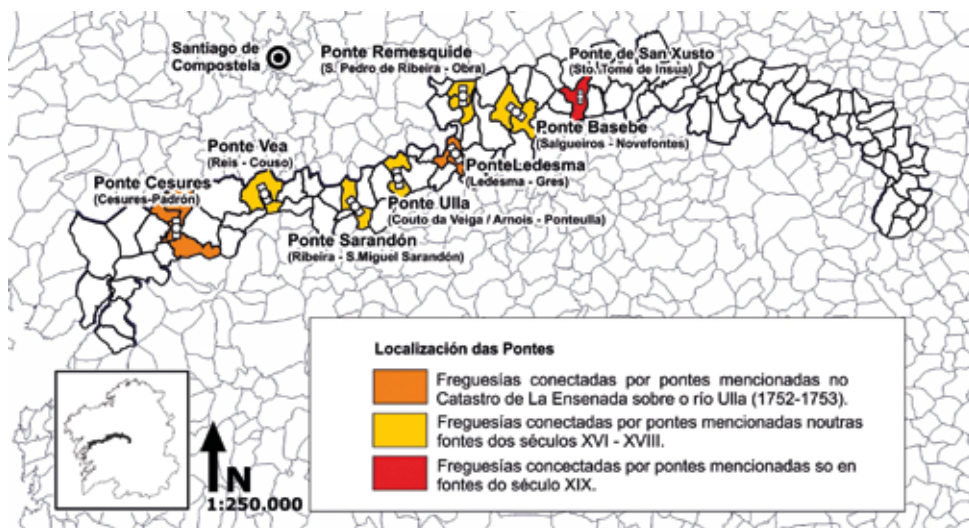 Santiago de
Compostela
Ponte Remesquide
(S. Pedro de Ribeira - Obra)
Ponte de San Xusto
(Sto. Tomé de Insua)
Ponte Basebe
(Salgueiros - Novefontes)
Ponte Vea
(Reis - Couso)
PonteLedesma
(Ledesma - Gres)
Ponte Cesures
(Cesures-Padrón)
Ponte Ulla
(Couto da Veiga / Arnois - Ponteulla)
Ponte Sarandón
(Ribeira - S.Miguel Sarandón)
Localización das Pontes
Freguesías conectadas por pontes mencionadas no
Catastro de La Ensenada sobre o río Ulla (1752-1753).
Freguesías conectadas por pontes mencionadas noutras
fontes dos séculos XVI - XVIII.
Freguesías concectadas por pontes mencionadas so en
fontes do século XIX.
N
1:250.000